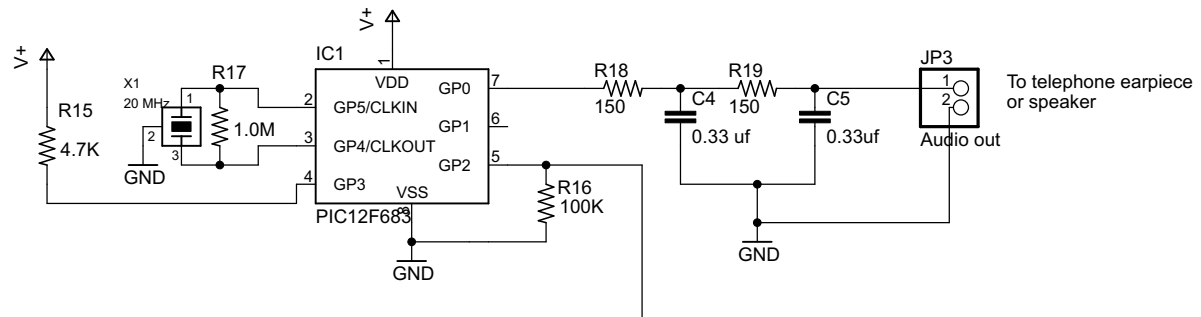 V+
V+
IC1
JP3
X1
20 MHz
R17
R15
4.7K
1
2
3
1.0M
GND
2
3
4
1
VDD
GP5/CLKIN
GP4/CLKOUT
GP3
VSS
8
GP0
GP1
GP2
7
6
5
PIC12F683
GND
R16
100K
R18
150
R19
150
C4
0.33 uf
C5
0.33uf
GND
1
2
Audio out
To telephone earpiece
or speaker